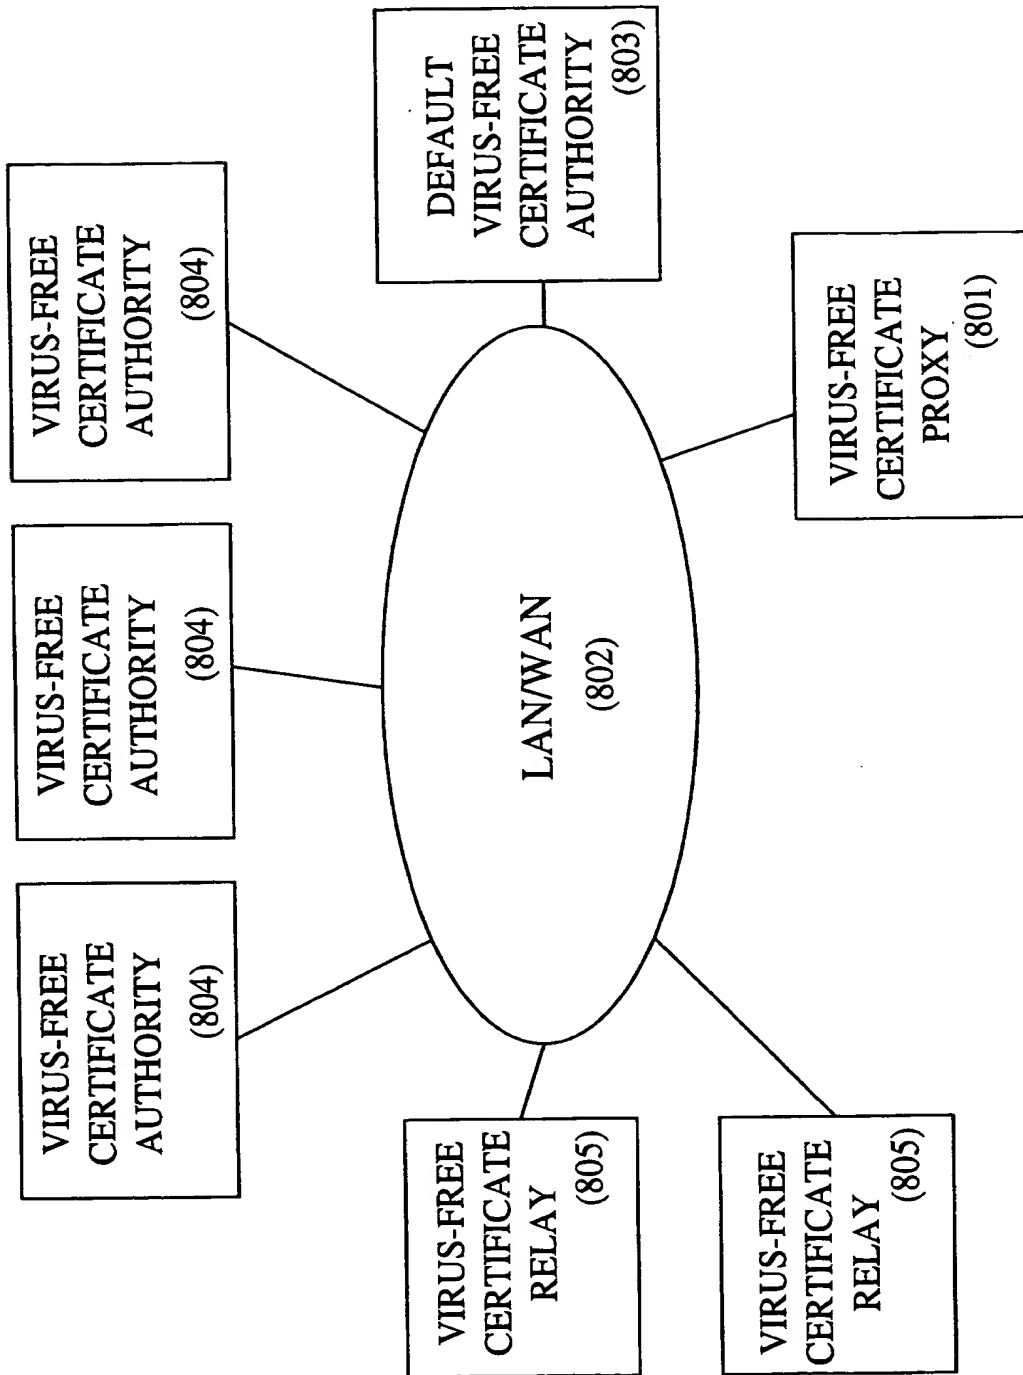 VIRUS-FREE
CERTIFICATE
AUTHORITY
(804)
VIRUS-FREE
CERTIFICATE
AUTHORITY
(804)
VIRUS-FREE
CERTIFICATE
AUTHORITY
(804)
VIRUS-FREE
CERTIFICATE
RELAY
(805)
LAN/WAN
(802)
DEFAULT
VIRUS-FREE
CERTIFICATE
AUTHORITY
(803)
VIRUS-FREE
CERTIFICATE
RELAY
(805)
VIRUS-FREE
CERTIFICATE
PROXY
(801)